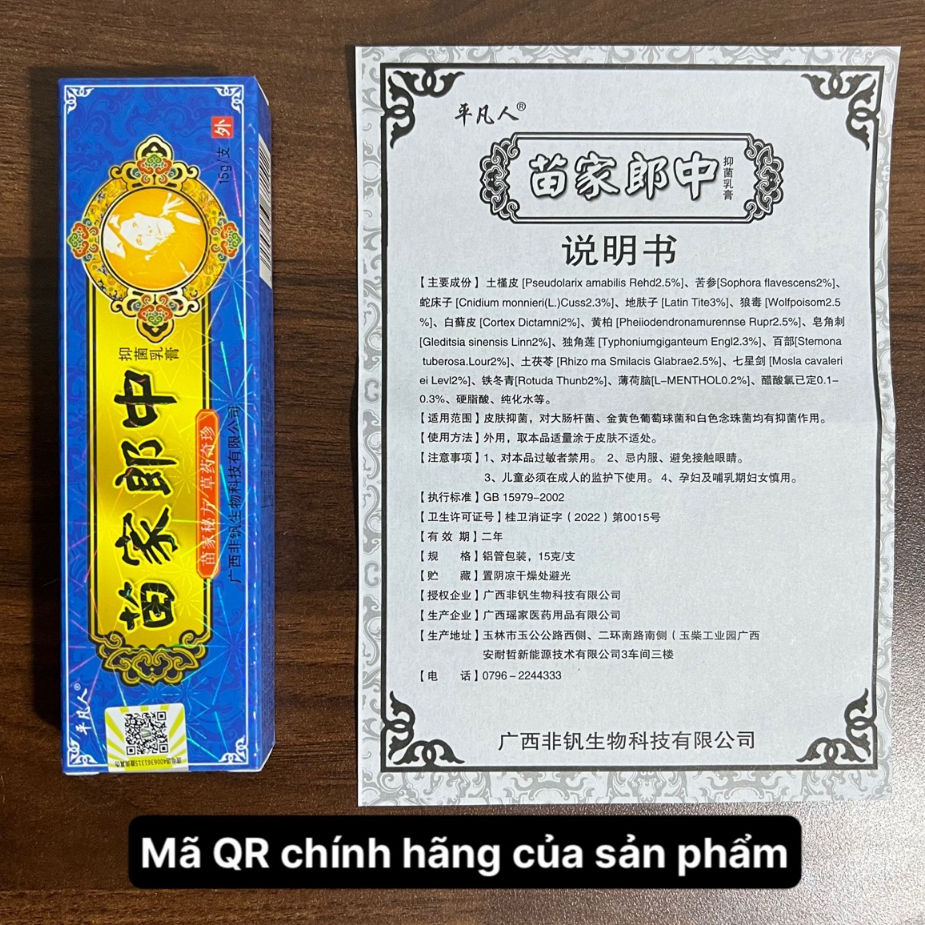 外
15g/支
抑菌乳膏
苗家郎中
苗家秘方/草药奇珍
广西非钒生物科技有限公司
平凡人
平凡人®
苗家郎中
抑菌乳膏
说明书
【主要成份】土槿皮[Pseudolarix amabilis Rehd2.5%]、苦参[Sophora flavescens2%]、
蛇床子[Cnidium monnieri(L.)Cuss2.3%]、地肤子[Latin Tite3%]、狼毒[Wolfpoisom2.5
%]、白藓皮[Cortex Dictamni2%]、黄柏[Pheiiodendronamurennse Rupr2.5%]、皂角刺
[Gleditsia sinensis Linn2%]、独角莲[Typhoniumgiganteum Engl2.3%]、百部[Stemona
tuberosa.Lour2%]、土茯苓[Rhizo ma Smilacis Glabrae2.5%]、七星剑[Mosla cavaleri
ei Levl2%]、铁冬青[Rotuda Thunb2%]、薄荷脑[L-MENTHOL0.2%]、醋酸氯已定0.1-
0.3%、硬脂酸、纯化水等。
【适用范围】皮肤抑菌，对大肠杆菌、金黄色葡萄球菌和白色念珠菌均有抑菌作用。
【使用方法】外用，取本品适量涂于皮肤不适处。
【注意事项】1、对本品过敏者禁用。 2、忌内服、避免接触眼睛。
3、儿童必须在成人的监护下使用。 4、孕妇及哺乳期妇女慎用。
【执行标准】GB 15979-2002
【卫生许可证号】桂卫消证字（2022）第0015号
【有 效 期】二年
【规 格】铝管包装，15克/支
【贮 藏】置阴凉干燥处避光
【授权企业】广西非钒生物科技有限公司
【生产企业】广西瑶家医药用品有限公司
【生产地址】玉林市玉公公路西侧、二环南路南侧（玉柴工业园广西
安耐哲新能源技术有限公司3车间三楼
【电 话】0796-2244333
广西非钒生物科技有限公司
Mã QR chính hãng của sản phẩm